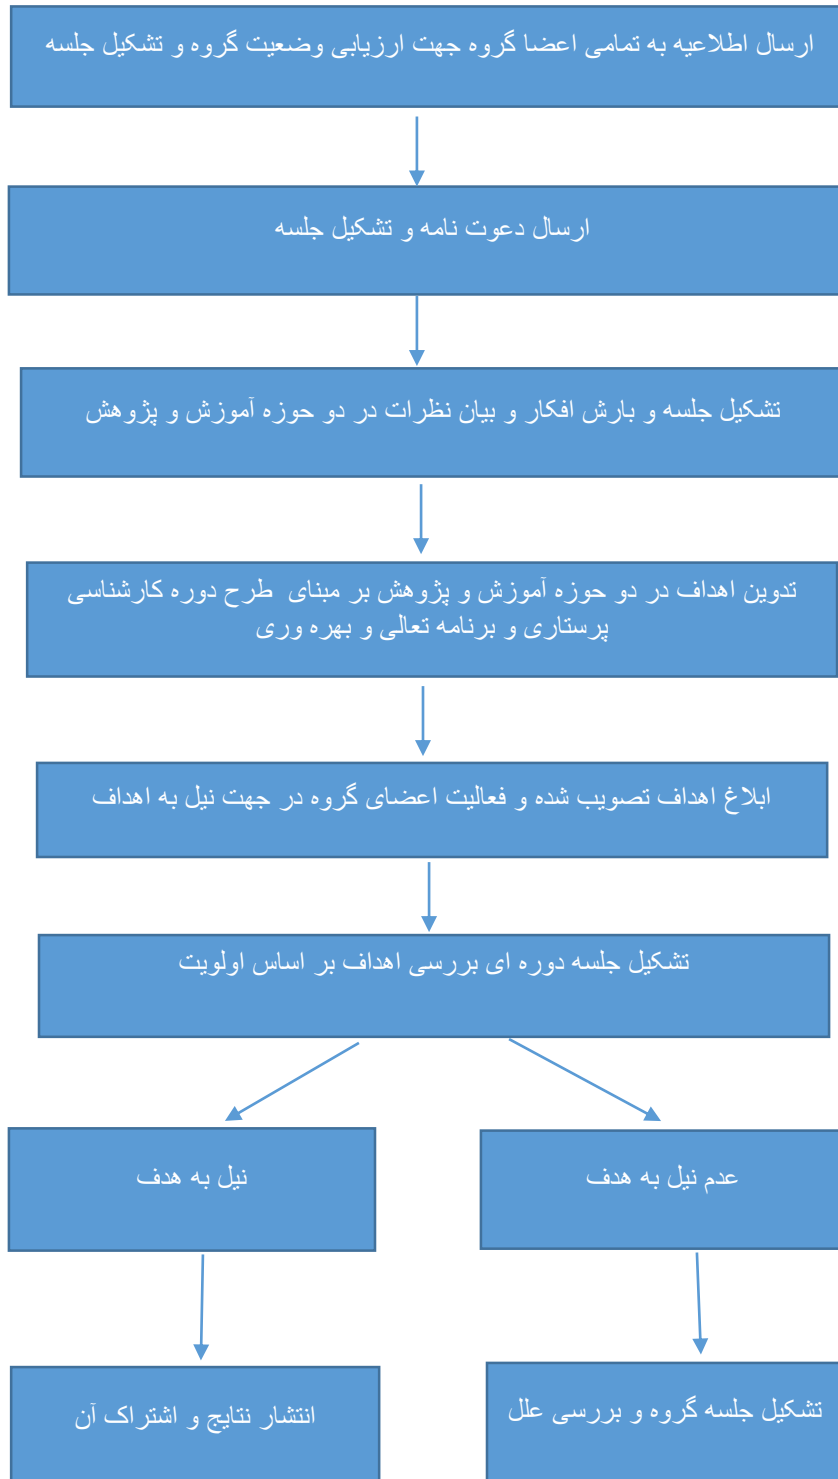 ارسال اطلاعیه به تمامی اعضا گروه جهت ارزیابی وضعیت گروه و تشکیل جلسه
ارسال دعوت نامه و تشکیل جلسه
تشکیل جلسه و بارش افکار و بیان نظرات در دو حوزه آموزش و پژوهش
تدوین اهداف در دو حوزه آموزش و پژوهش بر مبنای طرح دوره کارشناسی
پرستاری و برنامه تعالی و بهره وری
ابلاغ اهداف تصویب شده و فعالیت اعضای گروه در جهت نیل به اهداف
تشکیل جلسه دوره ای بررسی اهداف بر اساس اولویت
عدم نیل به هدف
نیل به هدف
تشکیل جلسه گروه و بررسی علل
انتشار نتایج و اشتراک آن